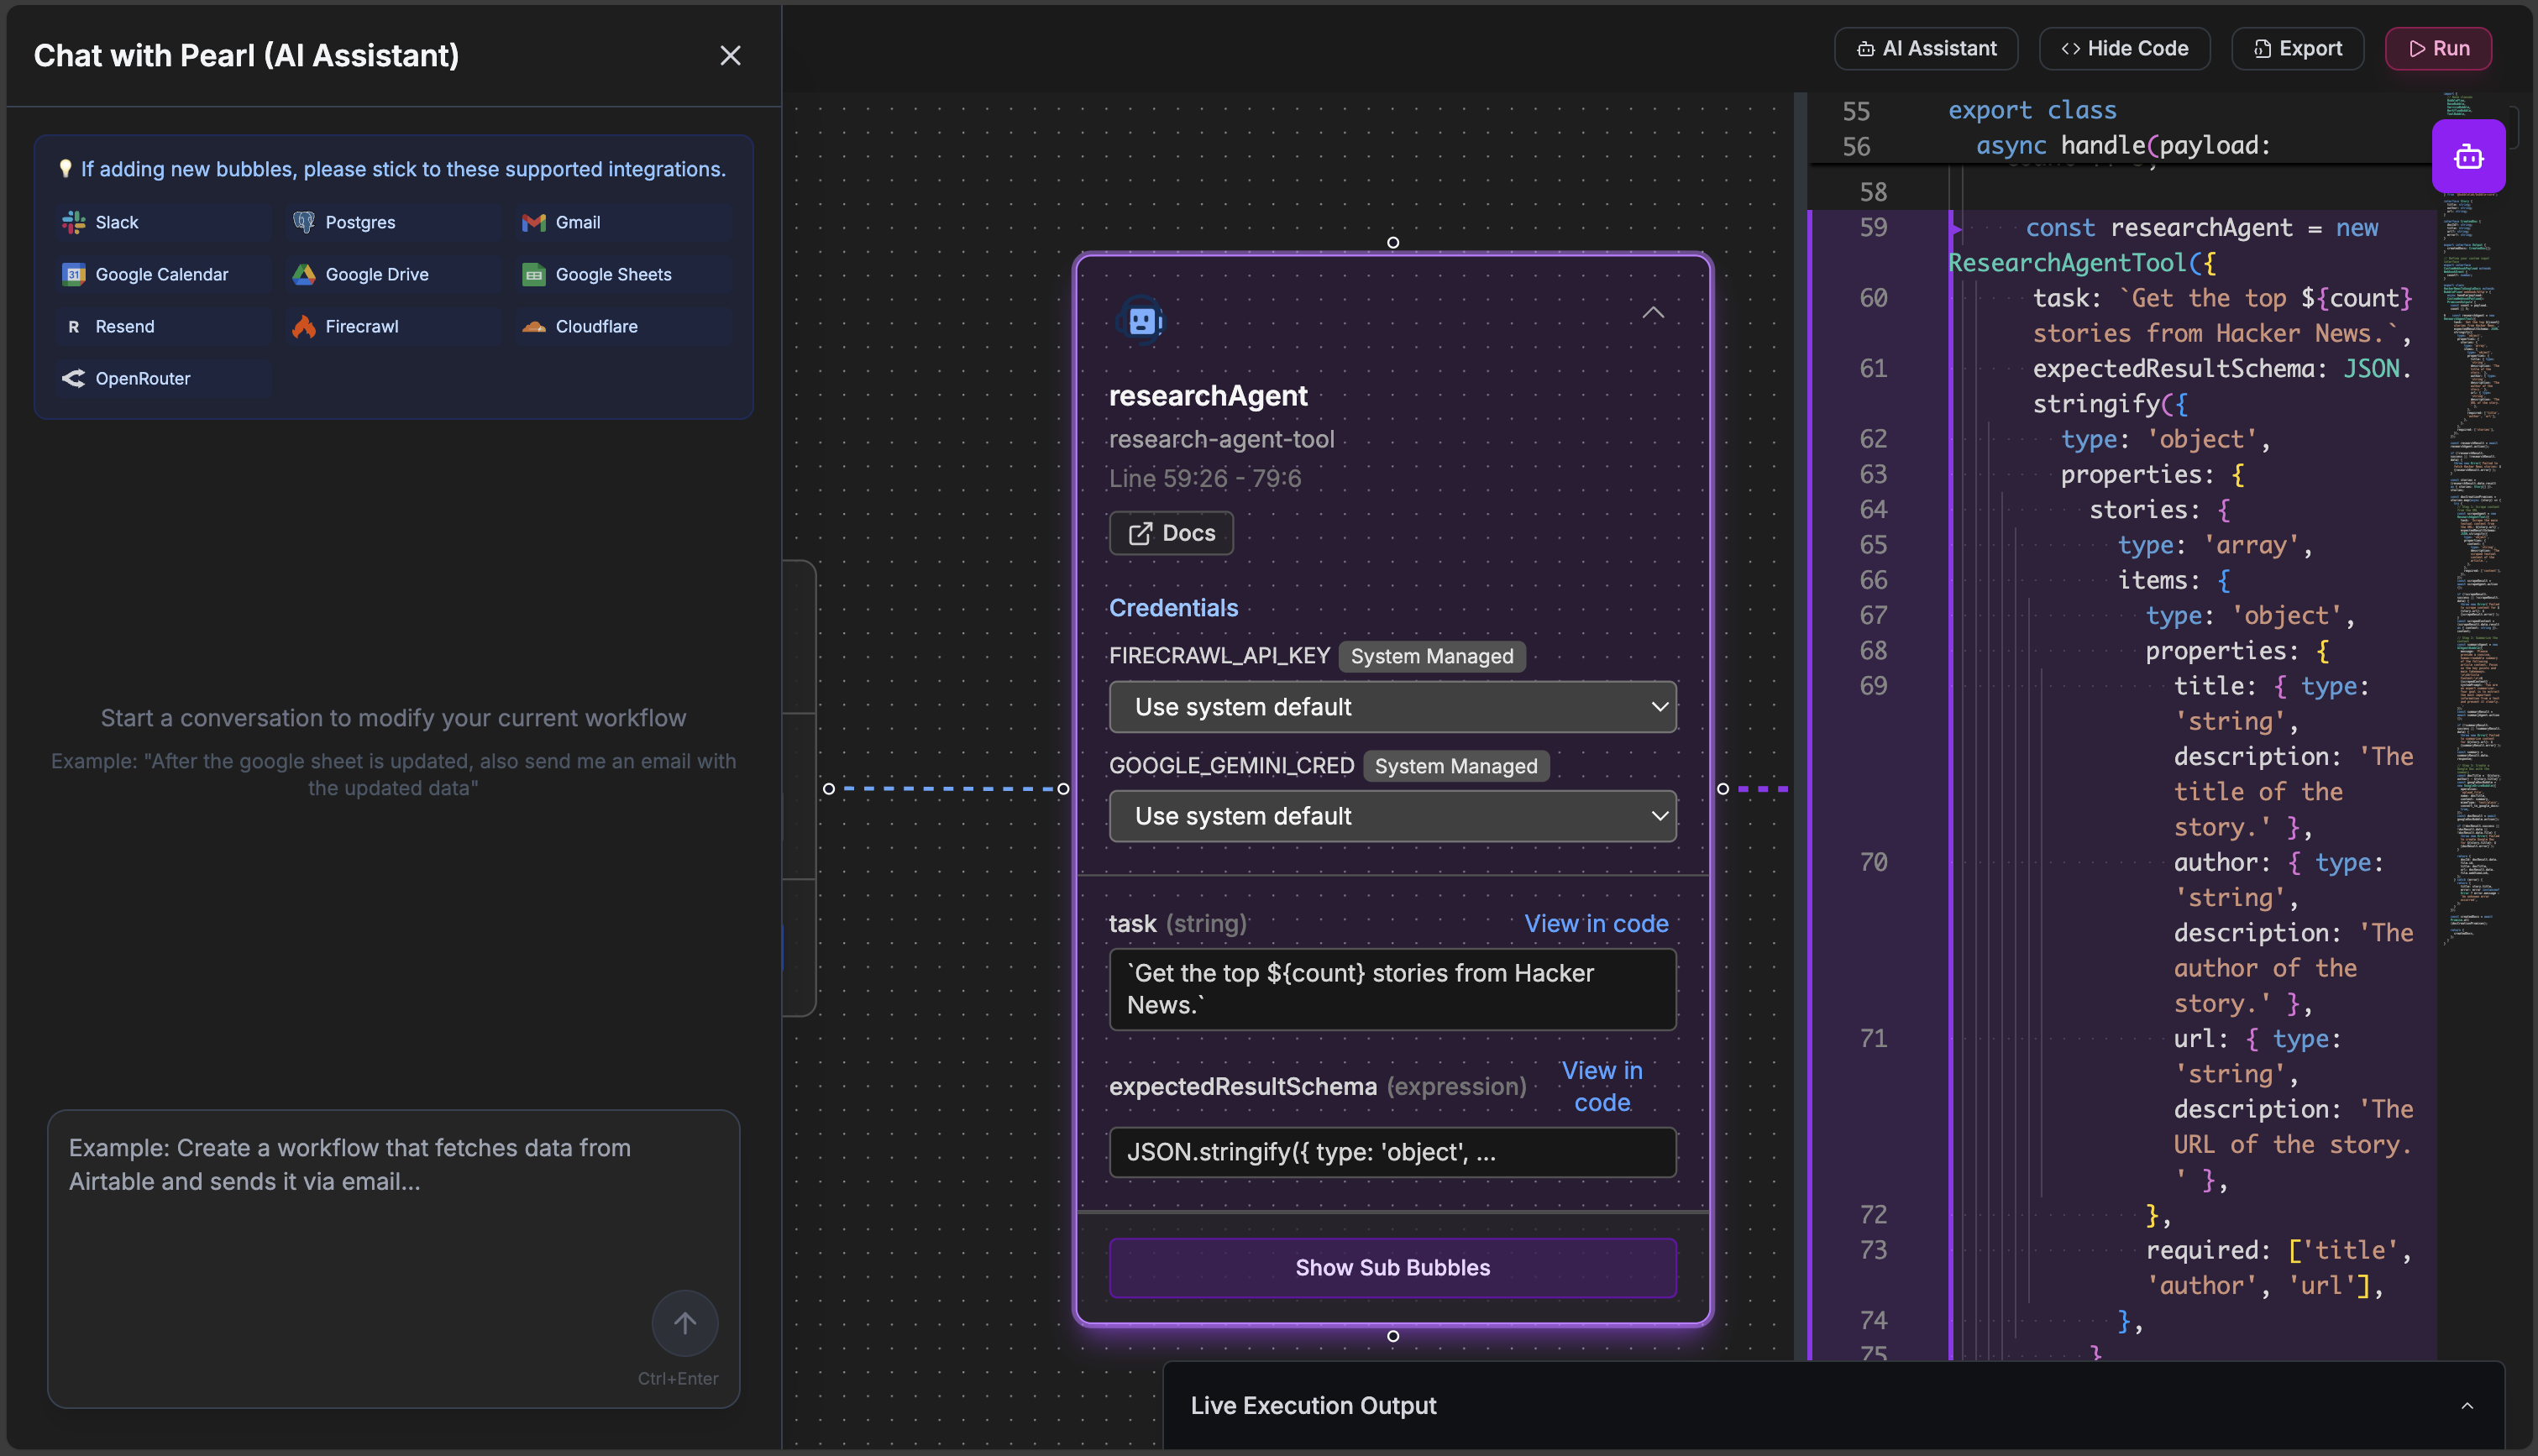 Chat with Pearl (AI Assistant)
If adding new bubbles, please stick to these supported integrations.
Slack
Postgres
Gmail
Google Calendar
Google Drive
Google Sheets
Resend
Firecrawl
Cloudflare
OpenRouter
Start a conversation to modify your current workflow
Example: "After the google sheet is updated, also send me an email with
the updated data"
Example: Create a workflow that fetches data from
Airtable and sends it via email...
Ctrl+Enter
AI Assistant
Hide Code
Export
Run
researchAgent
research-agent-tool
Line 59:26 - 79:6
Docs
Credentials
FIRECRAWL_API_KEY System Managed
Use system default
GOOGLE_GEMINI_CRED System Managed
Use system default
task (string) View in code
`Get the top ${count} stories from Hacker
News.`
expectedResultSchema (expression) View in
code
JSON.stringify({ type: 'object', ...
Show Sub Bubbles
55 export class
56 async handle(payload:
58
59 const researchAgent = new
ResearchAgentTool({
60 task: `Get the top ${count}
stories from Hacker News.`,
61 expectedResultSchema: JSON.
stringify({
62 type: 'object',
63 properties: {
64 stories: {
65 type: 'array',
66 items: {
67 type: 'object',
68 properties: {
69 title: { type:
'string',
description: 'The
title of the
story.' },
70 author: { type:
'string',
description: 'The
author of the
story.' },
71 url: { type:
'string',
description: 'The
URL of the story.
' },
72 },
73 required: ['title',
'author', 'url'],
74 },
75 }
Live Execution Output